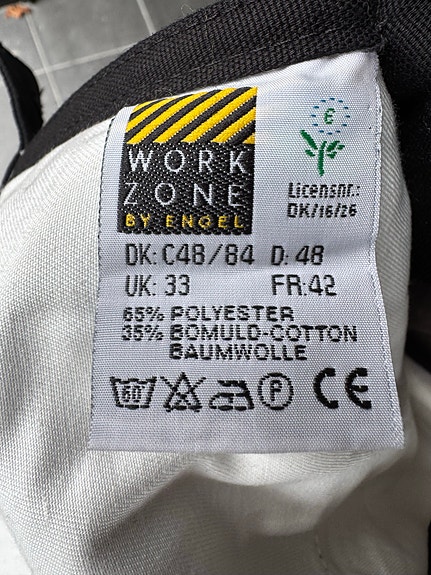 WORK
ZONE
BY ENGEL
€
Licensnr.:
DK/16/26
DK: C48/84 D: 48
UK: 33 FR: 42
65% POLYESTER
35% BOMULD-COTTON
BAUMWOLLE
60° P CE